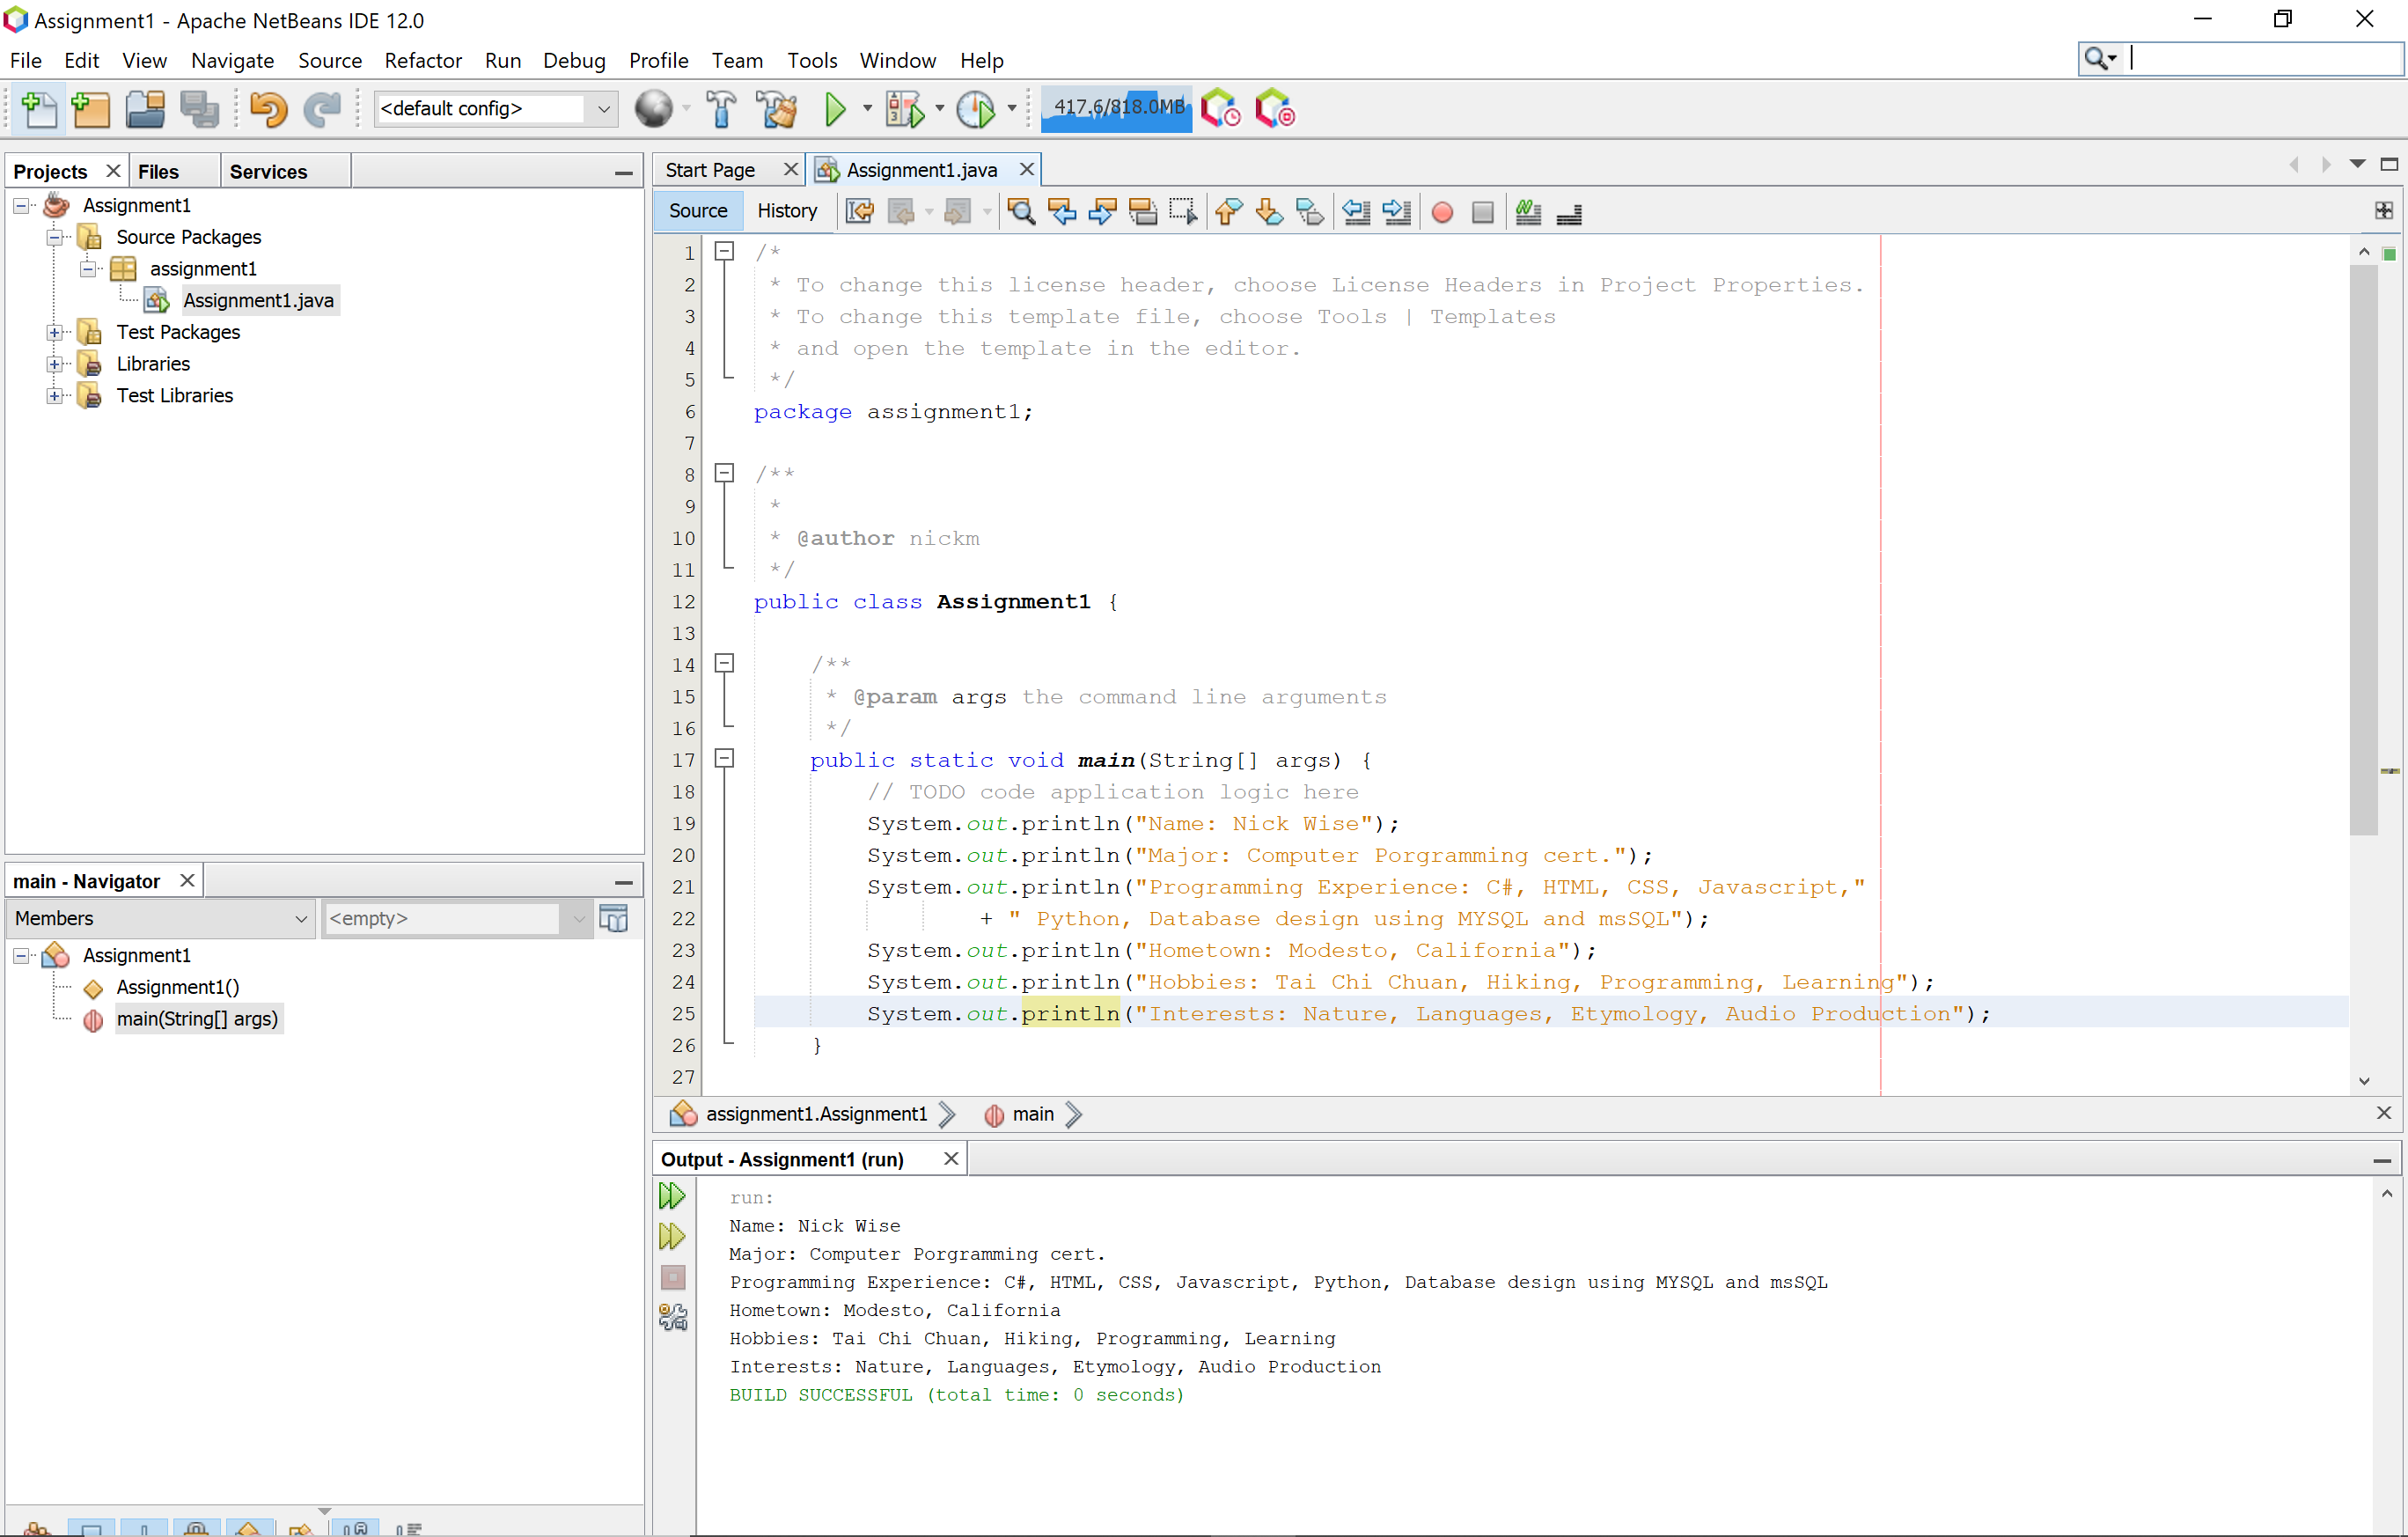 Assignment1 - Apache NetBeans IDE 12.0
File Edit View Navigate Source Refactor Run Debug Profile Team Tools Window Help
<default config>
417.6/818.0MB
Projects Files Services
Assignment1
Source Packages
assignment1
Assignment1.java
Test Packages
Libraries
Test Libraries
main - Navigator
Members <empty>
Assignment1
Assignment1()
main(String[] args)
Start Page Assignment1.java
Source History
1 /*
2 * To change this license header, choose License Headers in Project Properties.
3 * To change this template file, choose Tools | Templates
4 * and open the template in the editor.
5 */
6 package assignment1;
7
8 /**
9 *
10 * @author nickm
11 */
12 public class Assignment1 {
13
14 /**
15 * @param args the command line arguments
16 */
17 public static void main(String[] args) {
18 // TODO code application logic here
19 System.out.println("Name: Nick Wise");
20 System.out.println("Major: Computer Porgramming cert.");
21 System.out.println("Programming Experience: C#, HTML, CSS, Javascript,"
22 + " Python, Database design using MYSQL and msSQL");
23 System.out.println("Hometown: Modesto, California");
24 System.out.println("Hobbies: Tai Chi Chuan, Hiking, Programming, Learning");
25 System.out.println("Interests: Nature, Languages, Etymology, Audio Production");
26 }
27
assignment1.Assignment1 main
Output - Assignment1 (run)
run:
Name: Nick Wise
Major: Computer Porgramming cert.
Programming Experience: C#, HTML, CSS, Javascript, Python, Database design using MYSQL and msSQL
Hometown: Modesto, California
Hobbies: Tai Chi Chuan, Hiking, Programming, Learning
Interests: Nature, Languages, Etymology, Audio Production
BUILD SUCCESSFUL (total time: 0 seconds)